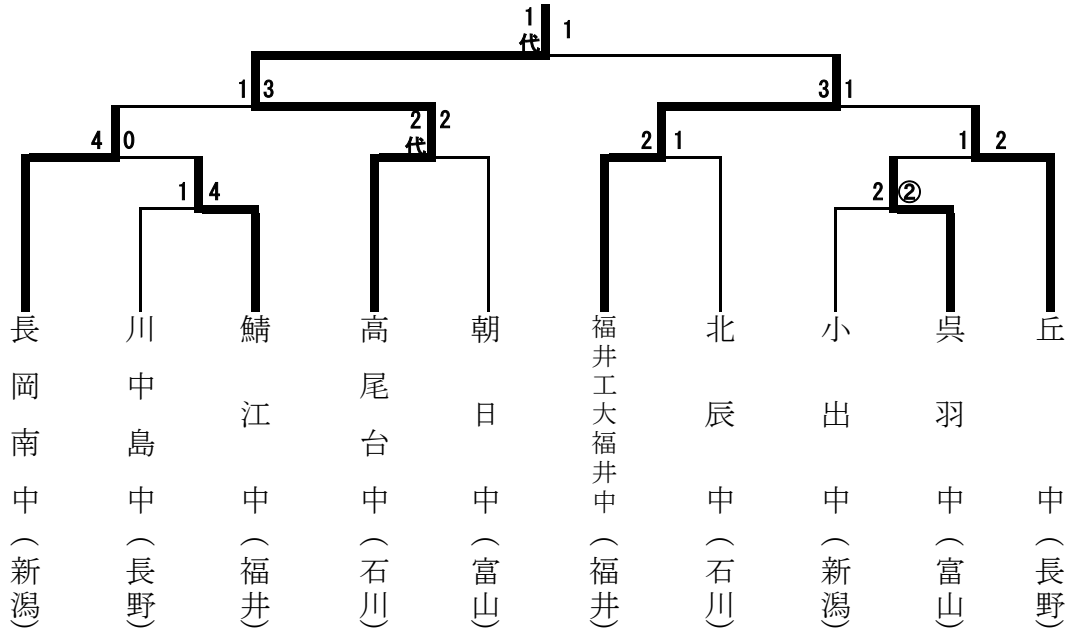 1 1
代
1 3 3 1
2 2
代
4 0 2 1 1 2
1 4 2 ②
長岡南中(新潟)
川中島中(長野)
鯖江中(福井)
高尾台中(石川)
朝日中(富山)
福井工大福井中(福井)
北辰中(石川)
小出中(新潟)
呉羽中(富山)
丘中(長野)